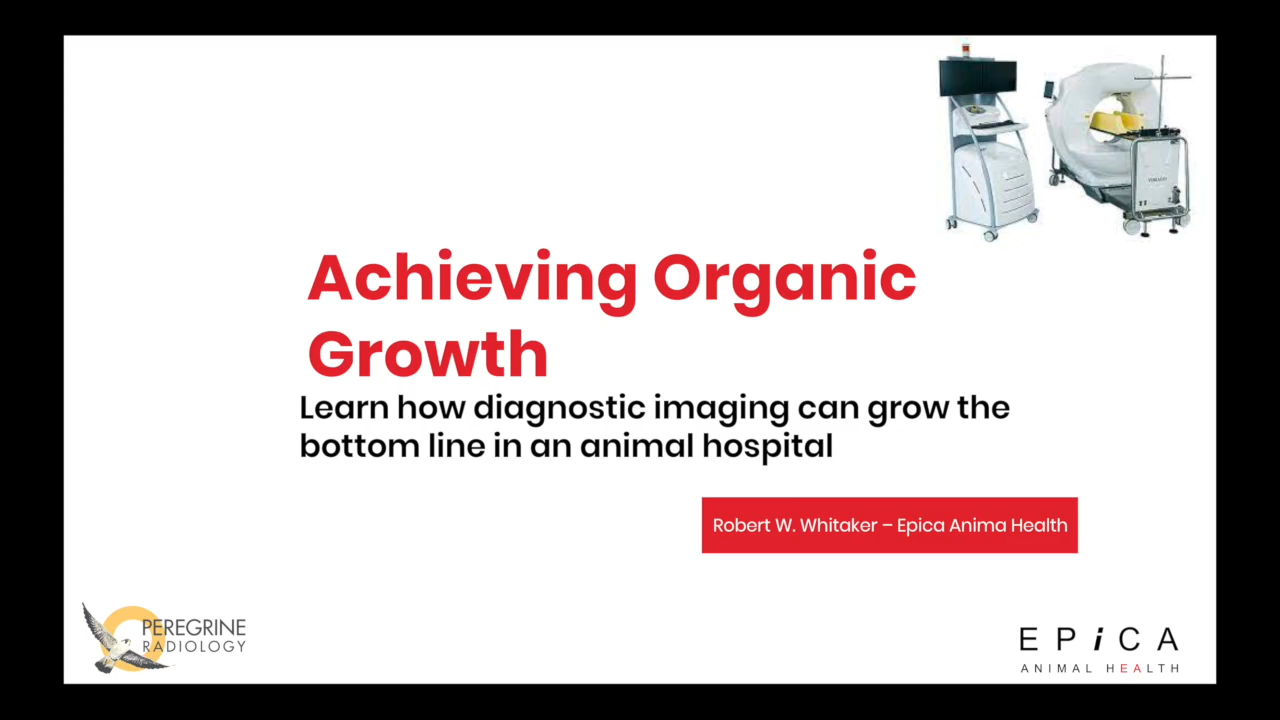 Achieving Organic
Growth
Learn how diagnostic imaging can grow the
bottom line in an animal hospital
Robert W. Whitaker – Epica Anima Health
PEREGRINE
RADIOLOGY
EPiCA
ANIMAL HEALTH